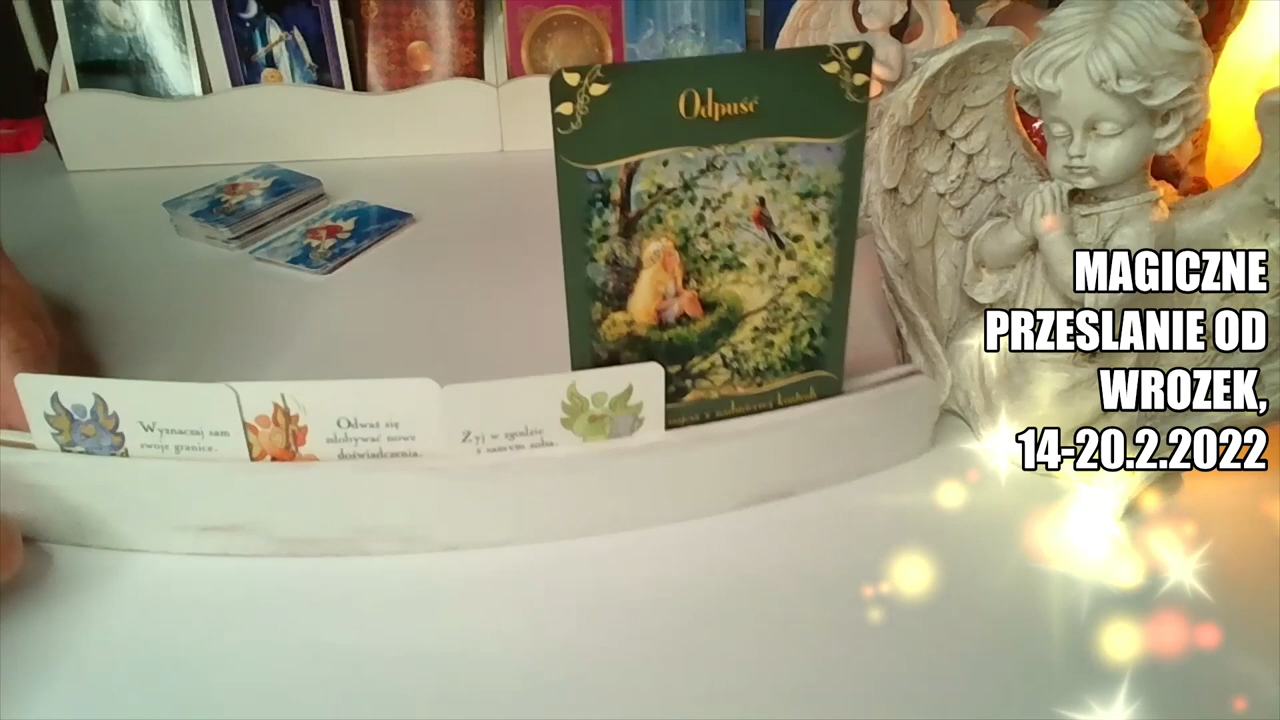 Odpuść
Wyznaczaj sam
swoje granice.
Odważ się
zdobywać nowe
doświadczenia.
Żyj w zgodzie
z samym sobą.
MAGICZNE
PRZESLANIE OD
WROZEK,
14-20.2.2022